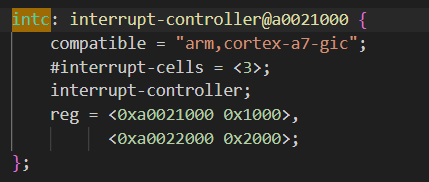 intc: interrupt-controller@a0021000 {
compatible = "arm,cortex-a7-gic";
#interrupt-cells = <3>;
interrupt-controller;
reg = <0xa0021000 0x1000>,
<0xa0022000 0x2000>;
};